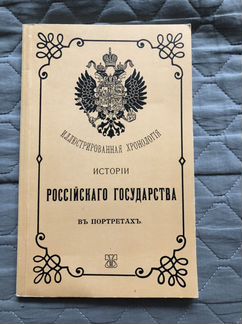 ИЛЛЮСТРИРОВАННАЯ ХРОНОЛОГІЯ
ИСТОРІИ
РОССІЙСКАГО ГОСУДАРСТВА
ВЪ ПОРТРЕТАХЪ.